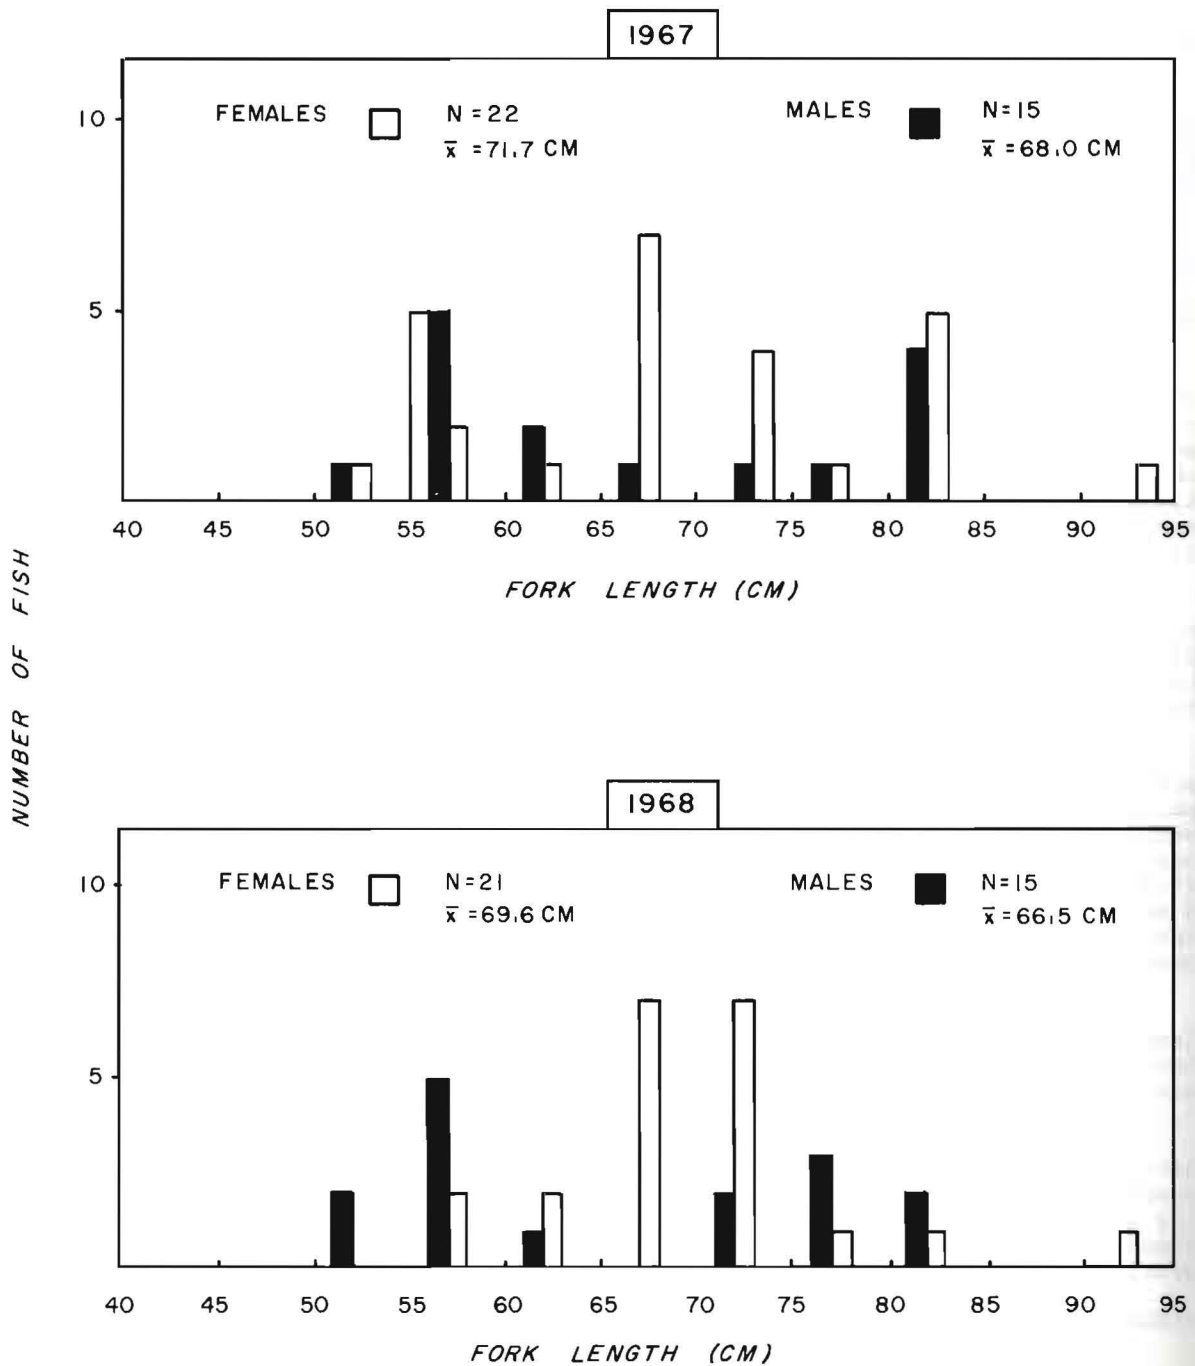 1967
FEMALES N = 22 MALES N=15
x̄ = 71.7 CM x̄ = 68.0 CM
10
5
40 45 50 55 60 65 70 75 80 85 90 95
FORK LENGTH (CM)
NUMBER OF FISH
1968
FEMALES N=21 MALES N=15
x̄ = 69.6 CM x̄ = 66.5 CM
10
5
40 45 50 55 60 65 70 75 80 85 90 95
FORK LENGTH (CM)